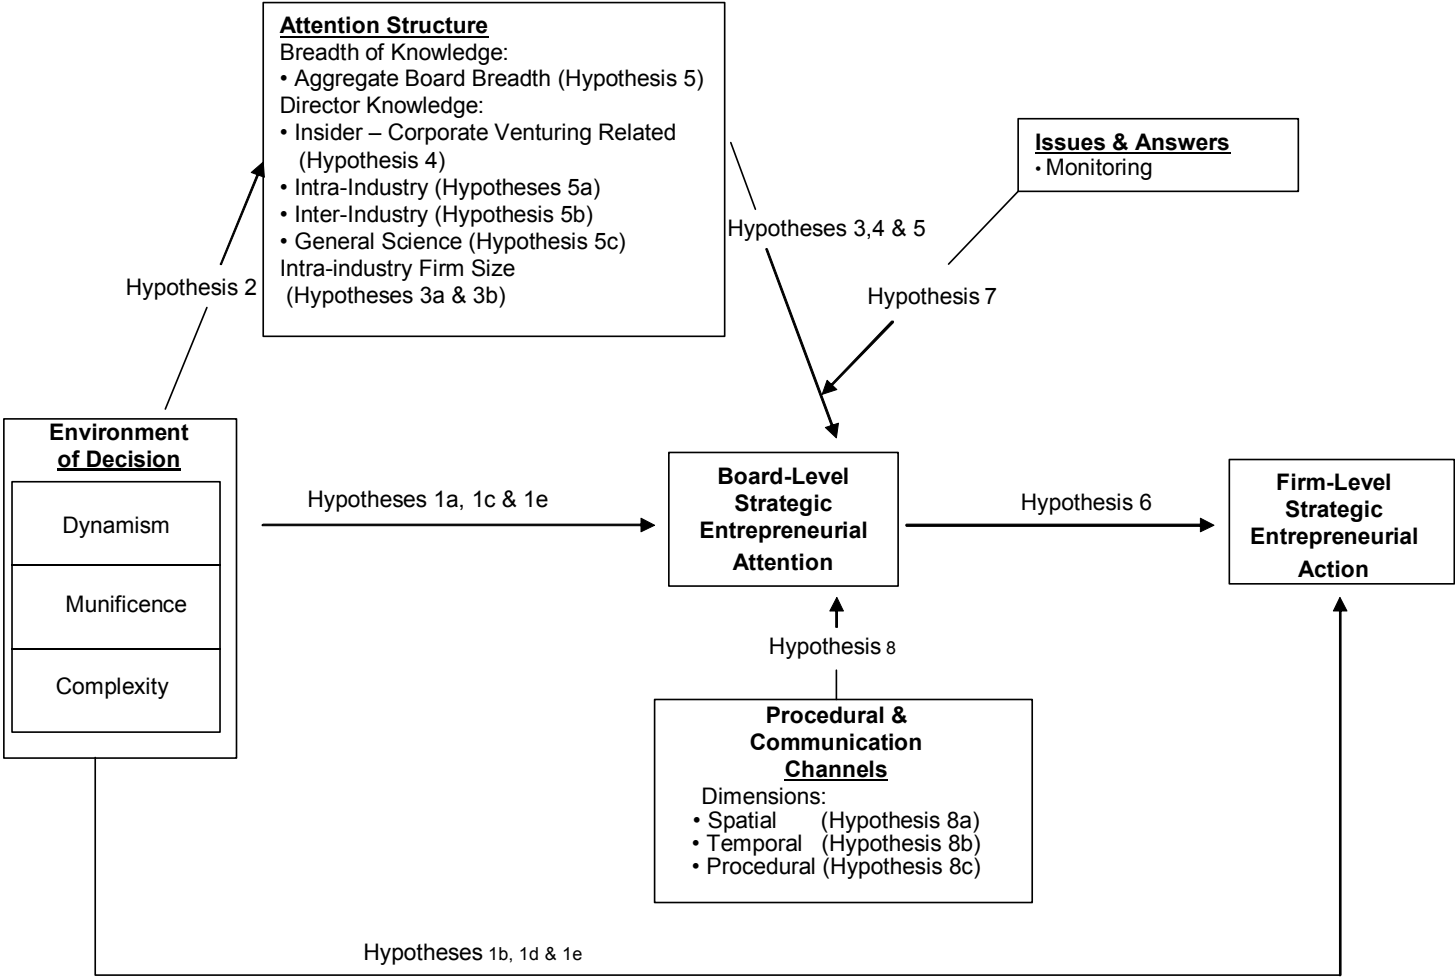 Attention Structure
Breadth of Knowledge:
• Aggregate Board Breadth (Hypothesis 5)
Director Knowledge:
• Insider – Corporate Venturing Related
(Hypothesis 4)
• Intra-Industry (Hypotheses 5a)
• Inter-Industry (Hypothesis 5b)
• General Science (Hypothesis 5c)
Intra-industry Firm Size
(Hypotheses 3a & 3b)
Issues & Answers
• Monitoring
Hypotheses 3,4 & 5
Hypothesis 2
Hypothesis 7
Environment
of Decision
Dynamism
Munificence
Complexity
Hypotheses 1a, 1c & 1e
Board-Level
Strategic
Entrepreneurial
Attention
Hypothesis 6
Firm-Level
Strategic
Entrepreneurial
Action
Hypothesis 8
Procedural &
Communication
Channels
Dimensions:
• Spatial (Hypothesis 8a)
• Temporal (Hypothesis 8b)
• Procedural (Hypothesis 8c)
Hypotheses 1b, 1d & 1e